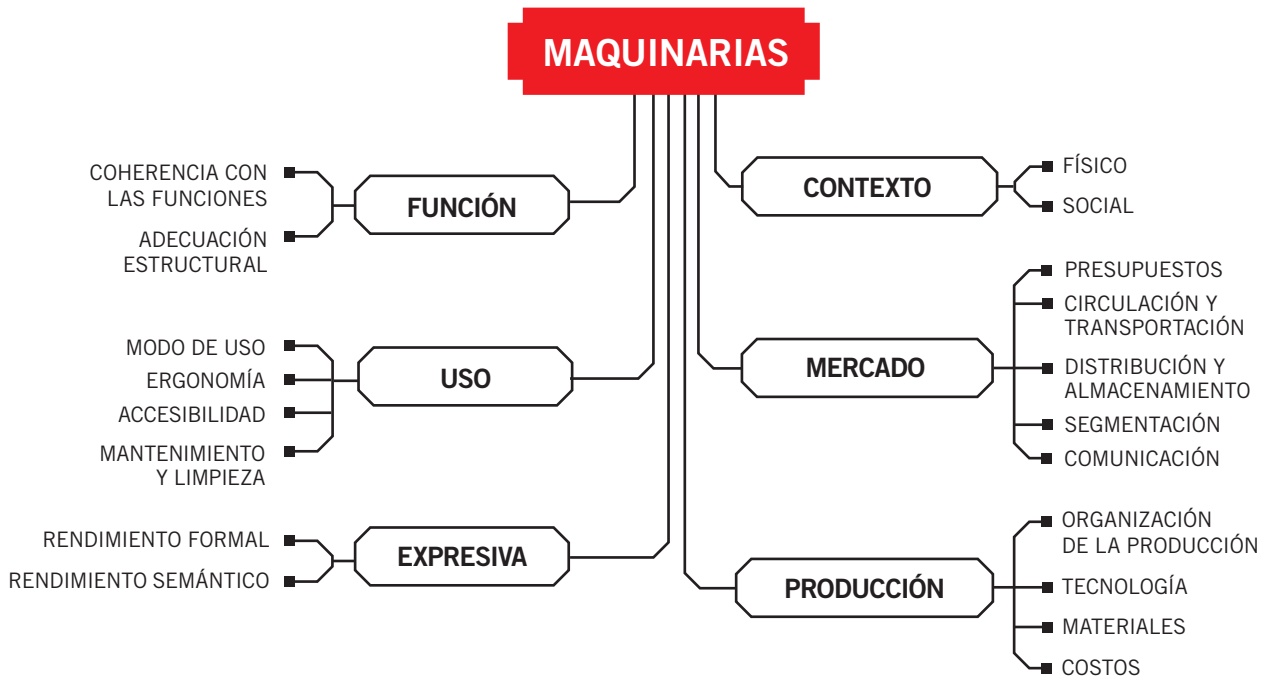 MAQUINARIAS
COHERENCIA CON
LAS FUNCIONES
ADECUACIÓN
ESTRUCTURAL
FUNCIÓN
MODO DE USO
ERGONOMÍA
ACCESIBILIDAD
MANTENIMIENTO
Y LIMPIEZA
USO
RENDIMIENTO FORMAL
RENDIMIENTO SEMÁNTICO
EXPRESIVA
CONTEXTO
FÍSICO
SOCIAL
MERCADO
PRESUPUESTOS
CIRCULACIÓN Y
TRANSPORTACIÓN
DISTRIBUCIÓN Y
ALMACENAMIENTO
SEGMENTACIÓN
COMUNICACIÓN
PRODUCCIÓN
ORGANIZACIÓN
DE LA PRODUCCIÓN
TECNOLOGÍA
MATERIALES
COSTOS